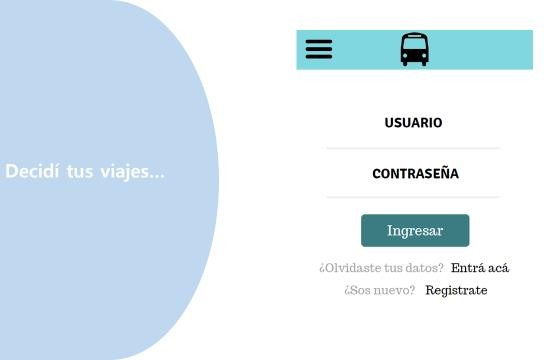 Decidí tus viajes...
USUARIO
CONTRASEÑA
Ingresar
¿Olvidaste tus datos? Entrá acá
¿Sos nuevo? Registrate